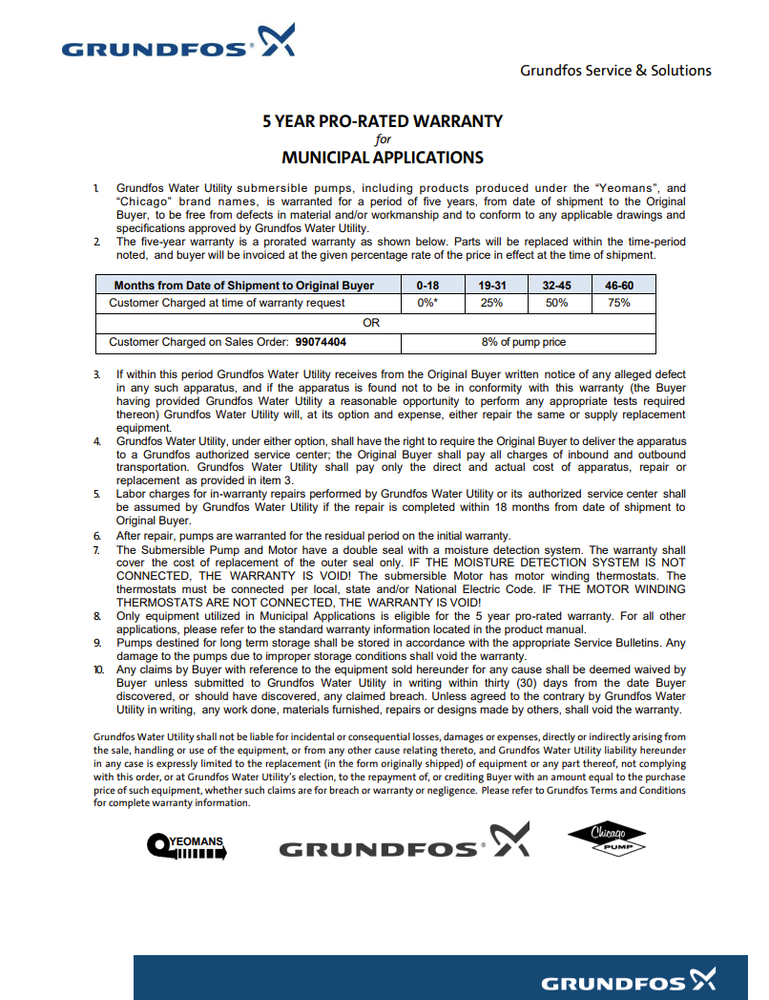 GRUNDFOS®
Grundfos Service & Solutions
5 YEAR PRO-RATED WARRANTY
for
MUNICIPAL APPLICATIONS
1. Grundfos Water Utility submersible pumps, including products produced under the “Yeomans”, and
“Chicago” brand names, is warranted for a period of five years, from date of shipment to the Original
Buyer, to be free from defects in material and/or workmanship and to conform to any applicable drawings and
specifications approved by Grundfos Water Utility.
2. The five-year warranty is a prorated warranty as shown below. Parts will be replaced within the time-period
noted, and buyer will be invoiced at the given percentage rate of the price in effect at the time of shipment.
Months from Date of Shipment to Original Buyer 0-18 19-31 32-45 46-60
Customer Charged at time of warranty request 0%* 25% 50% 75%
OR
Customer Charged on Sales Order: 99074404 8% of pump price
3. If within this period Grundfos Water Utility receives from the Original Buyer written notice of any alleged defect
in any such apparatus, and if the apparatus is found not to be in conformity with this warranty (the Buyer
having provided Grundfos Water Utility a reasonable opportunity to perform any appropriate tests required
thereon) Grundfos Water Utility will, at its option and expense, either repair the same or supply replacement
equipment.
4. Grundfos Water Utility, under either option, shall have the right to require the Original Buyer to deliver the apparatus
to a Grundfos authorized service center; the Original Buyer shall pay all charges of inbound and outbound
transportation. Grundfos Water Utility shall pay only the direct and actual cost of apparatus, repair or
replacement as provided in item 3.
5. Labor charges for in-warranty repairs performed by Grundfos Water Utility or its authorized service center shall
be assumed by Grundfos Water Utility if the repair is completed within 18 months from date of shipment to
Original Buyer.
6. After repair, pumps are warranted for the residual period on the initial warranty.
7. The Submersible Pump and Motor have a double seal with a moisture detection system. The warranty shall
cover the cost of replacement of the outer seal only. IF THE MOISTURE DETECTION SYSTEM IS NOT
CONNECTED, THE WARRANTY IS VOID! The submersible Motor has motor winding thermostats. The
thermostats must be connected per local, state and/or National Electric Code. IF THE MOTOR WINDING
THERMOSTATS ARE NOT CONNECTED, THE WARRANTY IS VOID!
8. Only equipment utilized in Municipal Applications is eligible for the 5 year pro-rated warranty. For all other
applications, please refer to the standard warranty information located in the product manual.
9. Pumps destined for long term storage shall be stored in accordance with the appropriate Service Bulletins. Any
damage to the pumps due to improper storage conditions shall void the warranty.
10. Any claims by Buyer with reference to the equipment sold hereunder for any cause shall be deemed waived by
Buyer unless submitted to Grundfos Water Utility in writing within thirty (30) days from the date Buyer
discovered, or should have discovered, any claimed breach. Unless agreed to the contrary by Grundfos Water
Utility in writing, any work done, materials furnished, repairs or designs made by others, shall void the warranty.
Grundfos Water Utility shall not be liable for incidental or consequential losses, damages or expenses, directly or indirectly arising from
the sale, handling or use of the equipment, or from any other cause relating thereto, and Grundfos Water Utility liability hereunder
in any case is expressly limited to the replacement (in the form originally shipped) of equipment or any part thereof, not complying
with this order, or at Grundfos Water Utility’s election, to the repayment of, or crediting Buyer with an amount equal to the purchase
price of such equipment, whether such claims are for breach or warranty or negligence. Please refer to Grundfos Terms and Conditions
for complete warranty information.
YEOMANS
GRUNDFOS®
Chicago
PUMP
GRUNDFOS